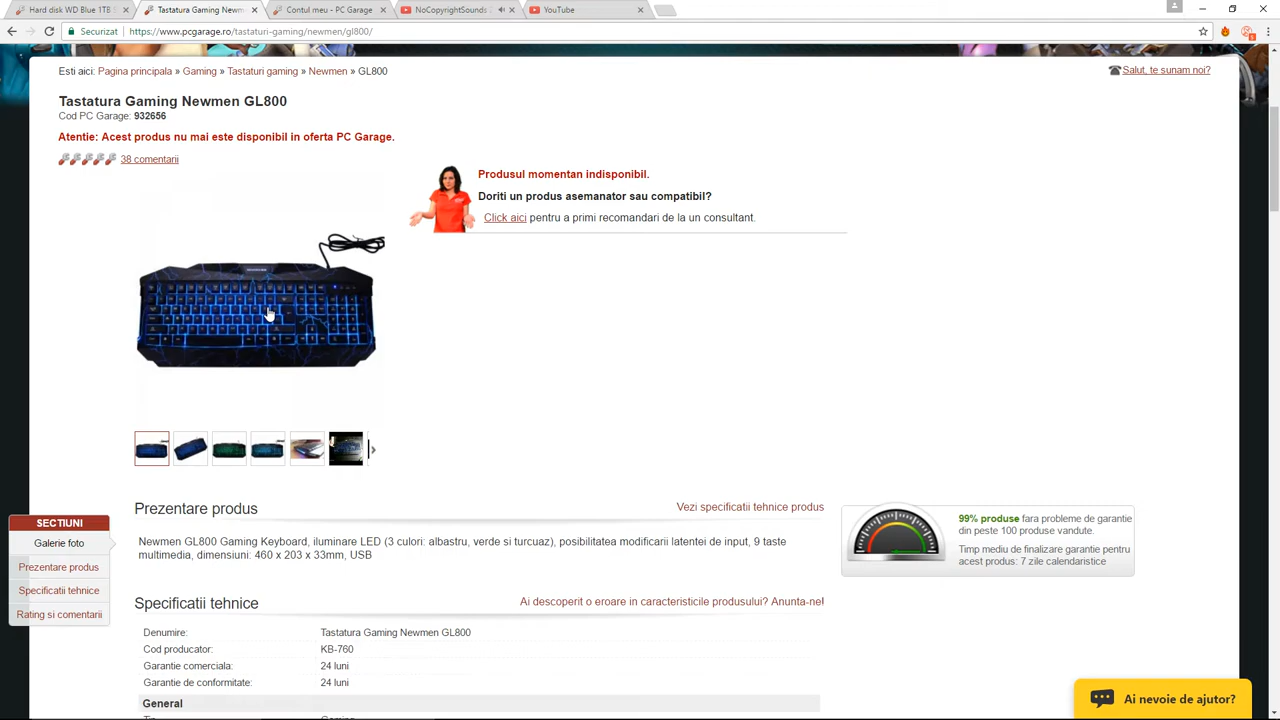 Hard disk WD Blue 1TB S
Tastatura Gaming Newm
Contul meu - PC Garage
NoCopyrightSounds
YouTube
Securizat
https://www.pcgarage.ro/tastaturi-gaming/newmen/gl800/
Esti aici: Pagina principala » Gaming » Tastaturi gaming » Newmen » GL800
Salut, te sunam noi?
Tastatura Gaming Newmen GL800
Cod PC Garage: 932656
Atentie: Acest produs nu mai este disponibil in oferta PC Garage.
38 comentarii
Produsul momentan indisponibil.
Doriti un produs asemanator sau compatibil?
Click aici pentru a primi recomandari de la un consultant.
Prezentare produs
Vezi specificatii tehnice produs
Newmen GL800 Gaming Keyboard, iluminare LED (3 culori: albastru, verde si turcuaz), posibilitatea modificarii latentei de input, 9 taste
multimedia, dimensiuni: 460 x 203 x 33mm, USB
99% produse fara probleme de garantie
din peste 100 produse vandute.
Timp mediu de finalizare garantie pentru
acest produs: 7 zile calendaristice
SECTIUNI
Galerie foto
Prezentare produs
Specificatii tehnice
Rating si comentarii
Specificatii tehnice
Ai descoperit o eroare in caracteristicile produsului? Anunta-ne!
Denumire: Tastatura Gaming Newmen GL800
Cod producator: KB-760
Garantie comerciala: 24 luni
Garantie de conformitate: 24 luni
General
Ai nevoie de ajutor?